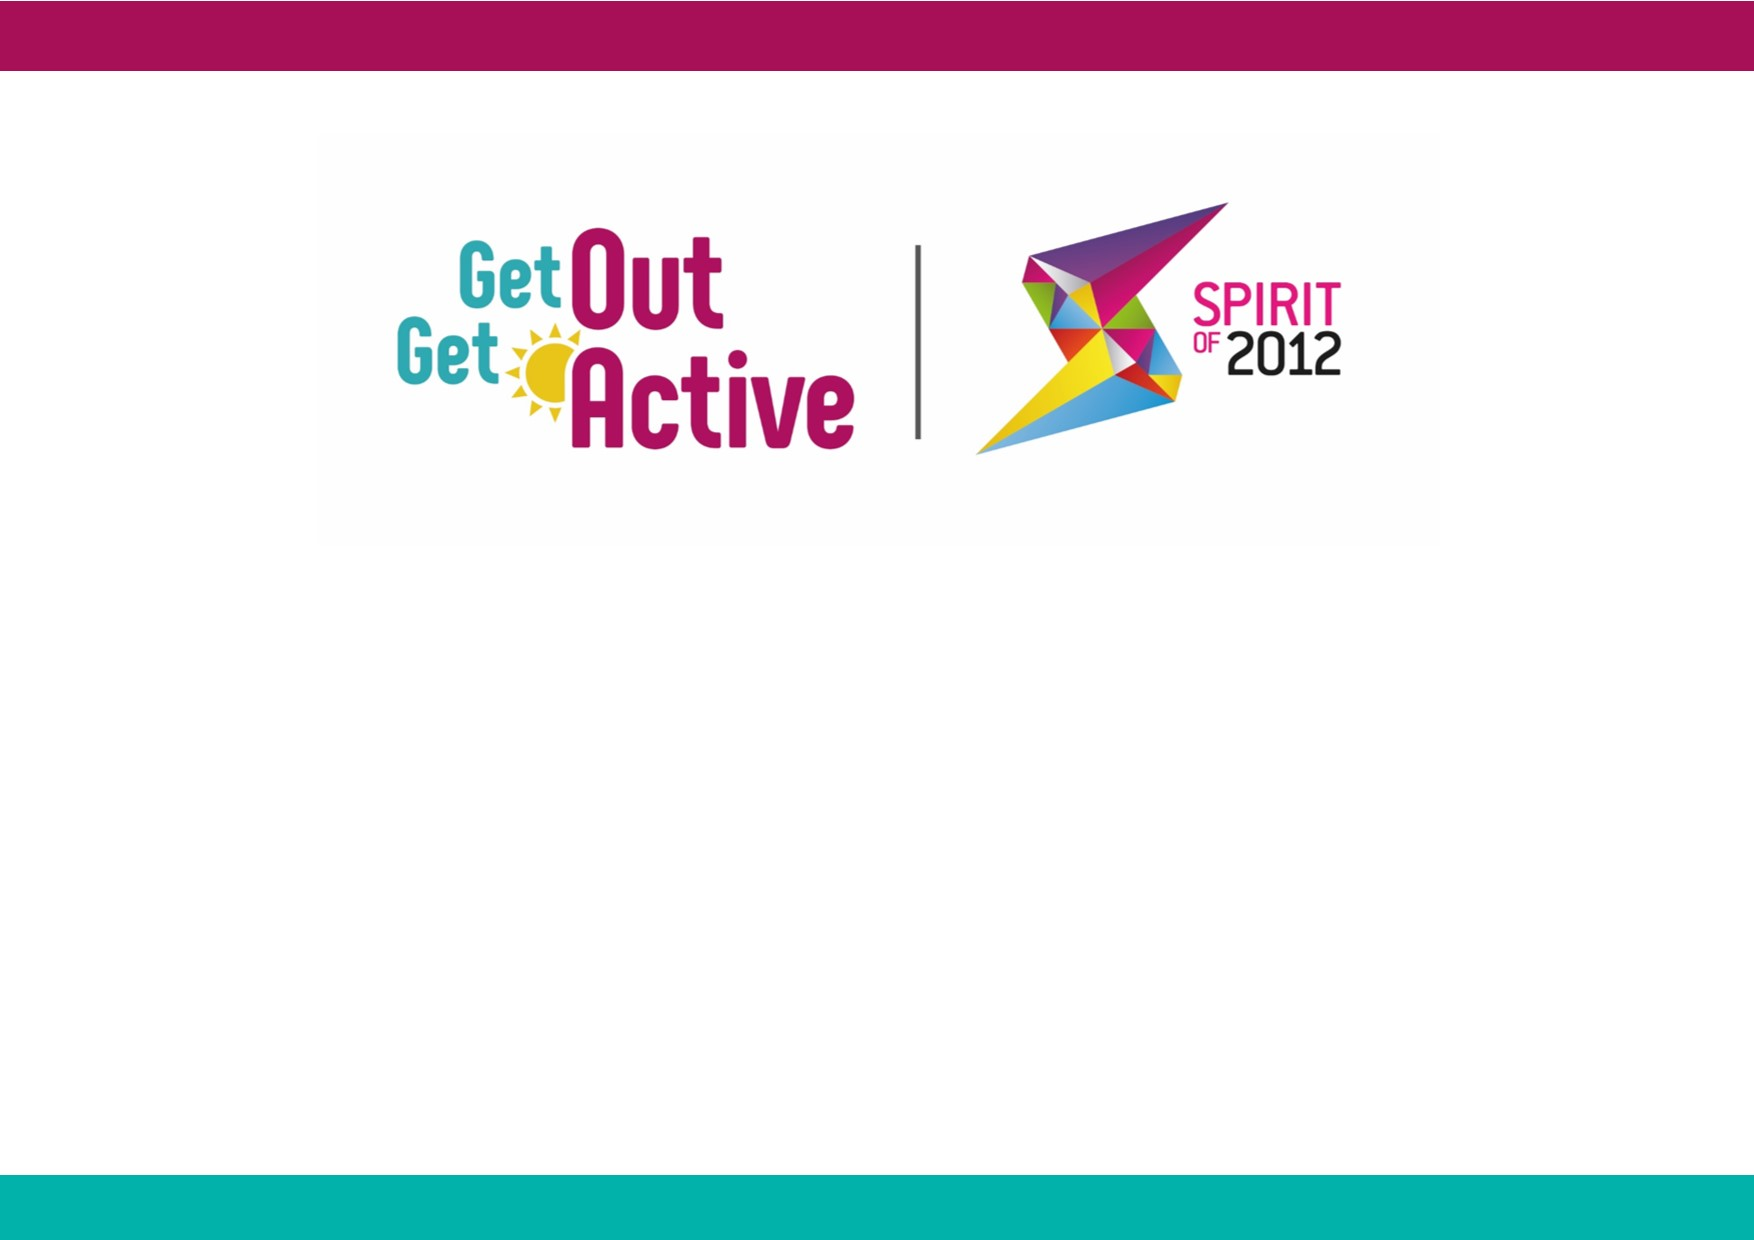 Get Out
Get Active
SPIRIT
OF 2012